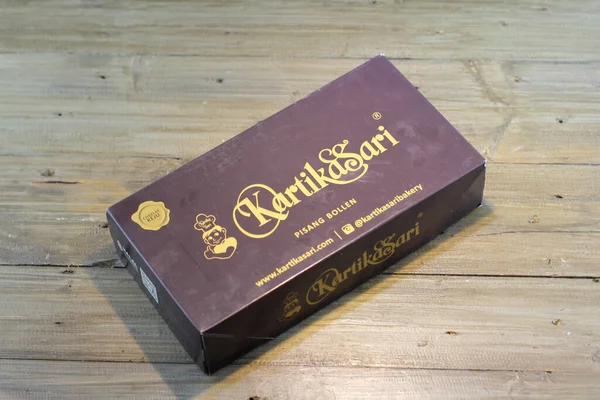 KartikaSari®
PISANG BOLLEN
www.kartikasari.com | @kartikasaribakery
KartikaSari®